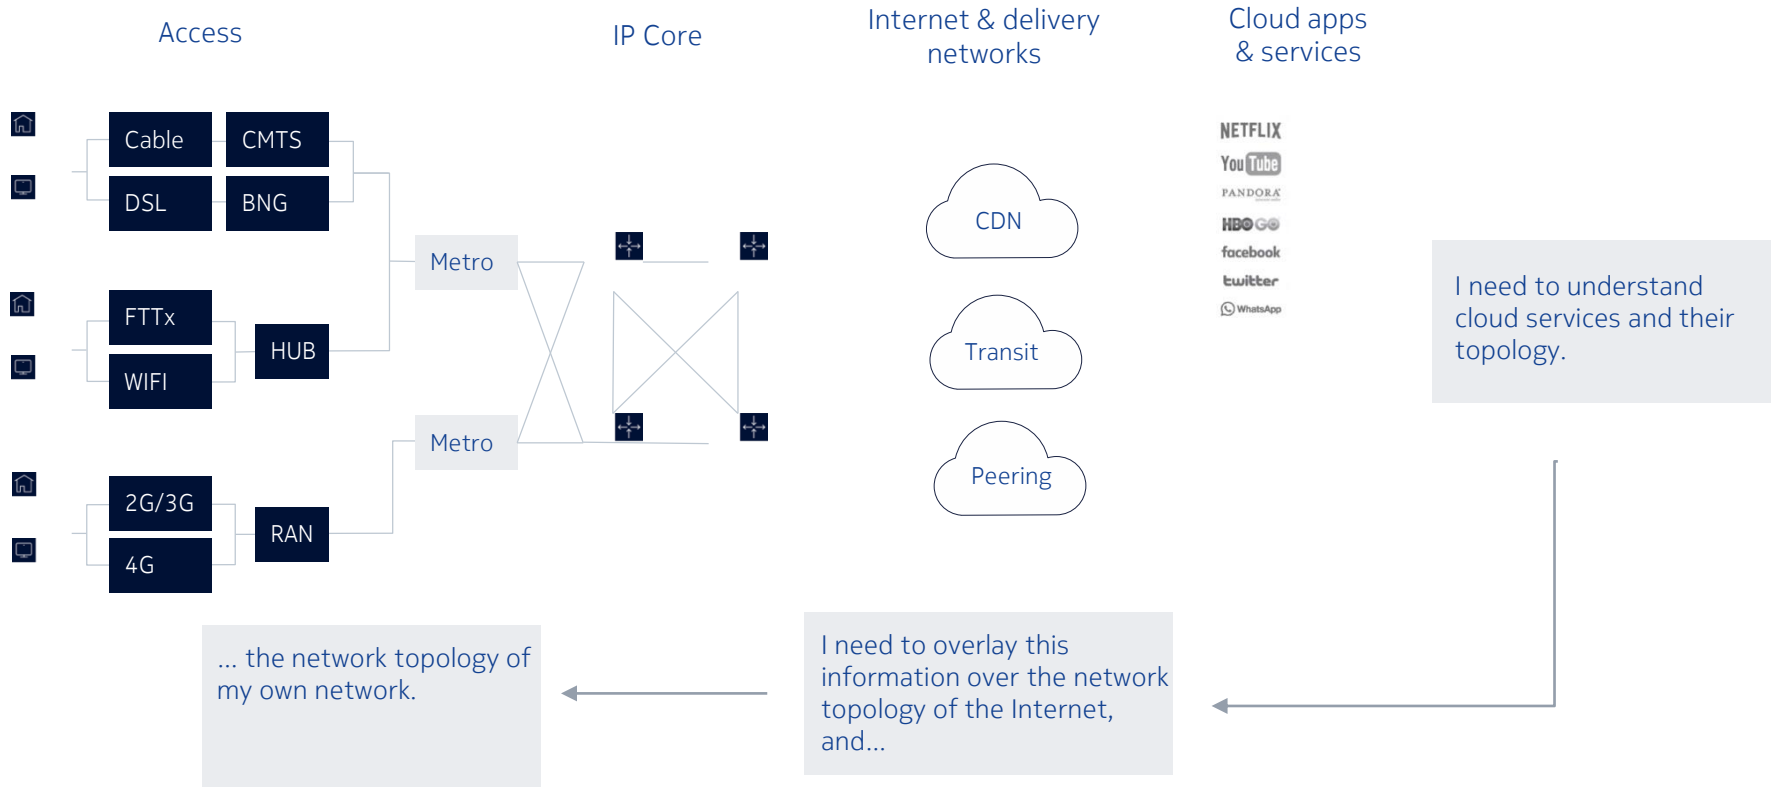 Access
IP Core
Internet & delivery
networks
Cloud apps
& services
Cable
CMTS
DSL
BNG
FTTx
WIFI
HUB
2G/3G
4G
RAN
Metro
Metro
CDN
Transit
Peering
NETFLIX
YouTube
PANDORA
HBO GO
facebook
twitter
WhatsApp
I need to understand
cloud services and their
topology.
I need to overlay this
information over the network
topology of the Internet,
and...
... the network topology of
my own network.